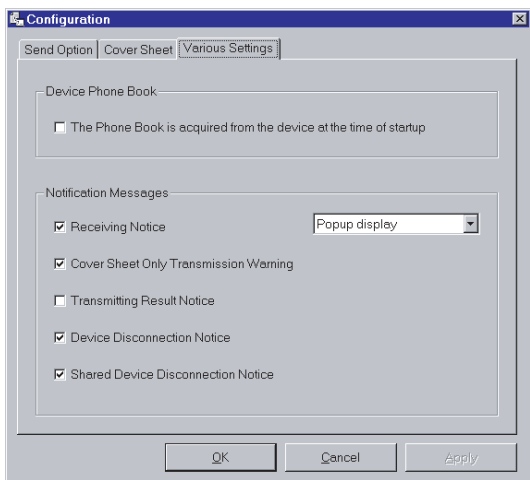 Configuration
Send Option Cover Sheet Various Settings
Device Phone Book
The Phone Book is acquired from the device at the time of startup
Notification Messages
Receiving Notice Popup display
Cover Sheet Only Transmission Warning
Transmitting Result Notice
Device Disconnection Notice
Shared Device Disconnection Notice
OK Cancel Apply